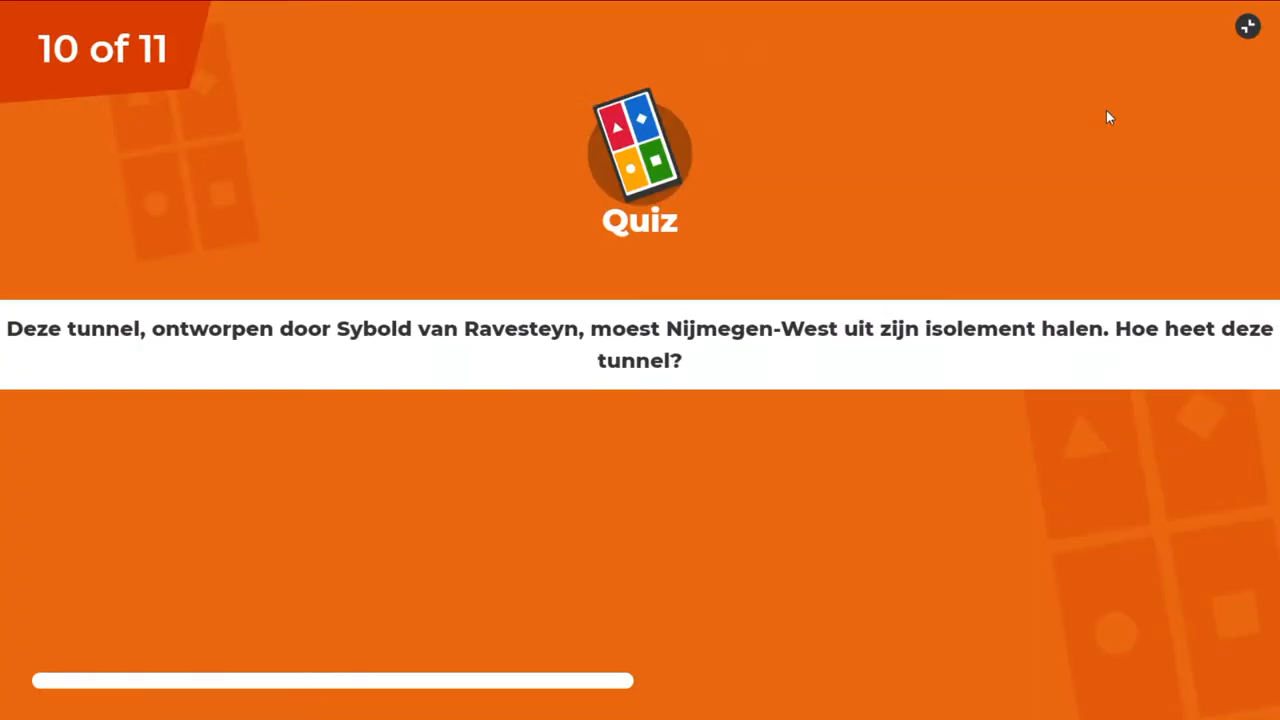 10 of 11
Quiz
Deze tunnel, ontworpen door Sybold van Ravesteyn, moest Nijmegen-West uit zijn isolement halen. Hoe heet deze
tunnel?